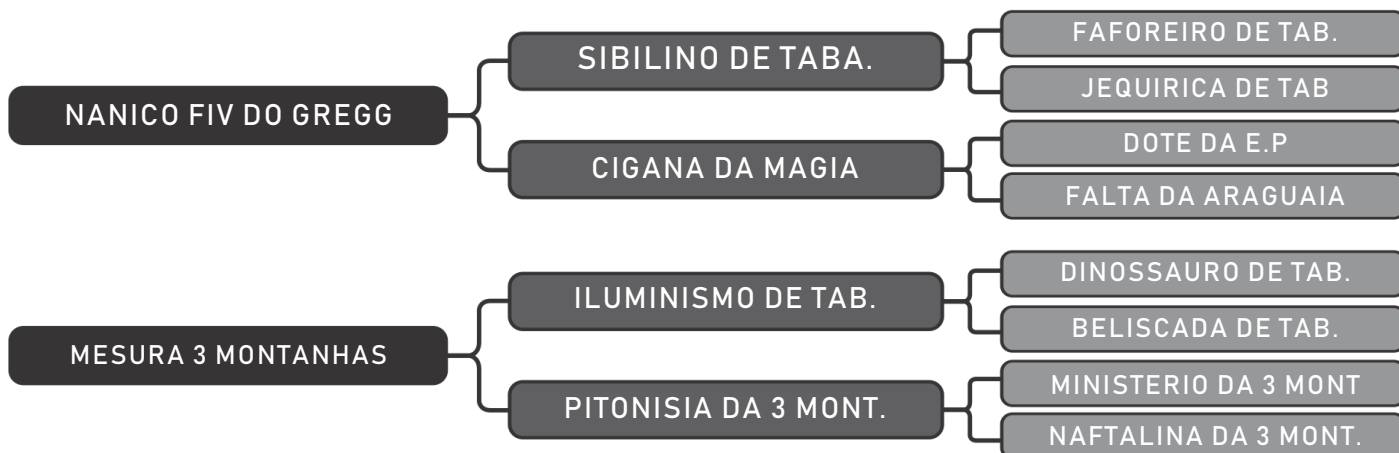 NANICO FIV DO GREGG
SIBILINO DE TABA.
FAFOREIRO DE TAB.
JEQUIRICA DE TAB
CIGANA DA MAGIA
DOTE DA E.P
FALTA DA ARAGUAIA
MESURA 3 MONTANHAS
ILUMINISMO DE TAB.
DINOSSAURO DE TAB.
BELISCADA DE TAB.
PITONISIA DA 3 MONT.
MINISTERIO DA 3 MONT
NAFTALINA DA 3 MONT.